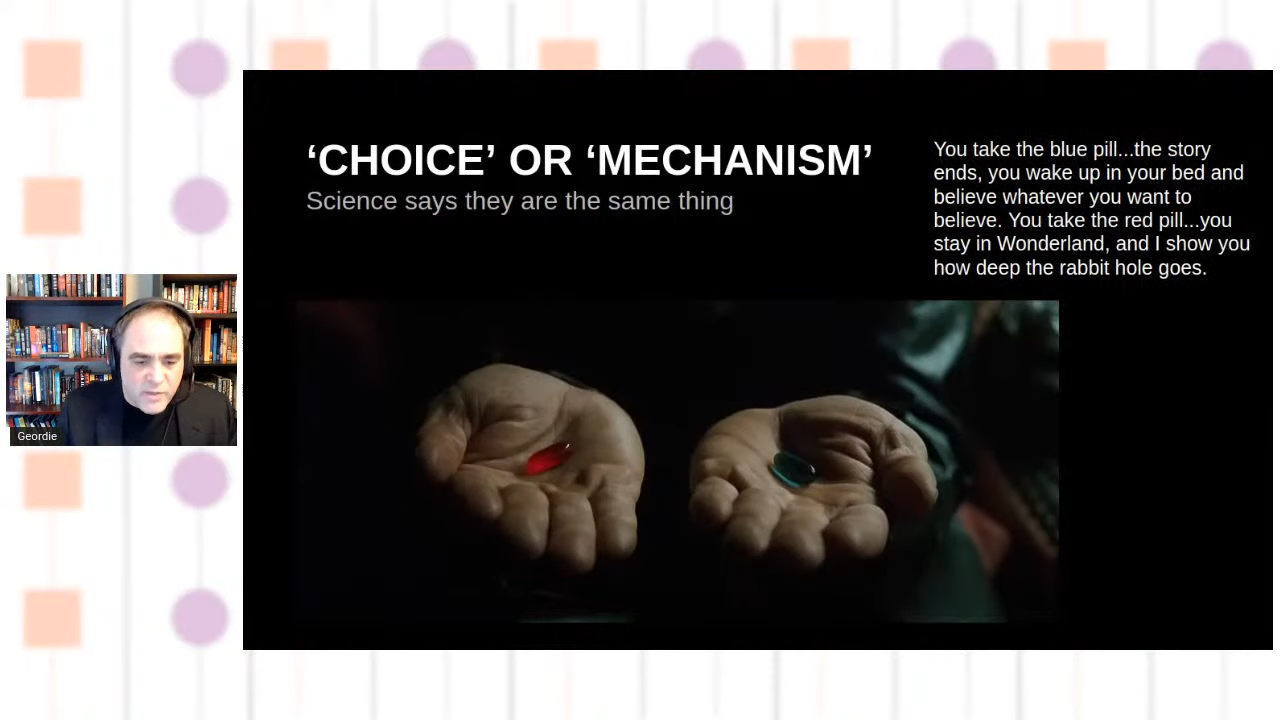 ‘CHOICE’ OR ‘MECHANISM’
Science says they are the same thing
You take the blue pill...the story
ends, you wake up in your bed and
believe whatever you want to
believe. You take the red pill...you
stay in Wonderland, and I show you
how deep the rabbit hole goes.
Geordie